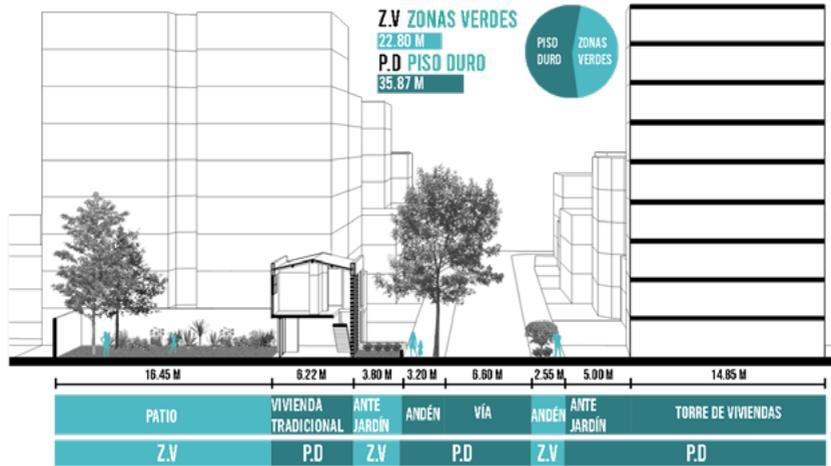 Z.V ZONAS VERDES
22.80 M
P.D PISO DURO
35.87 M
PISO
DURO
ZONAS
VERDES
16.45 M 6.22 M 3.80 M 3.20 M 6.60 M 2.55 M 5.00 M 14.85 M
PATIO
VIVIENDA
TRADICIONAL
ANTE
JARDÍN
ANDÉN
VÍA
ANDÉN
ANTE
JARDÍN
TORRE DE VIVIENDAS
Z.V P.D Z.V P.D Z.V P.D